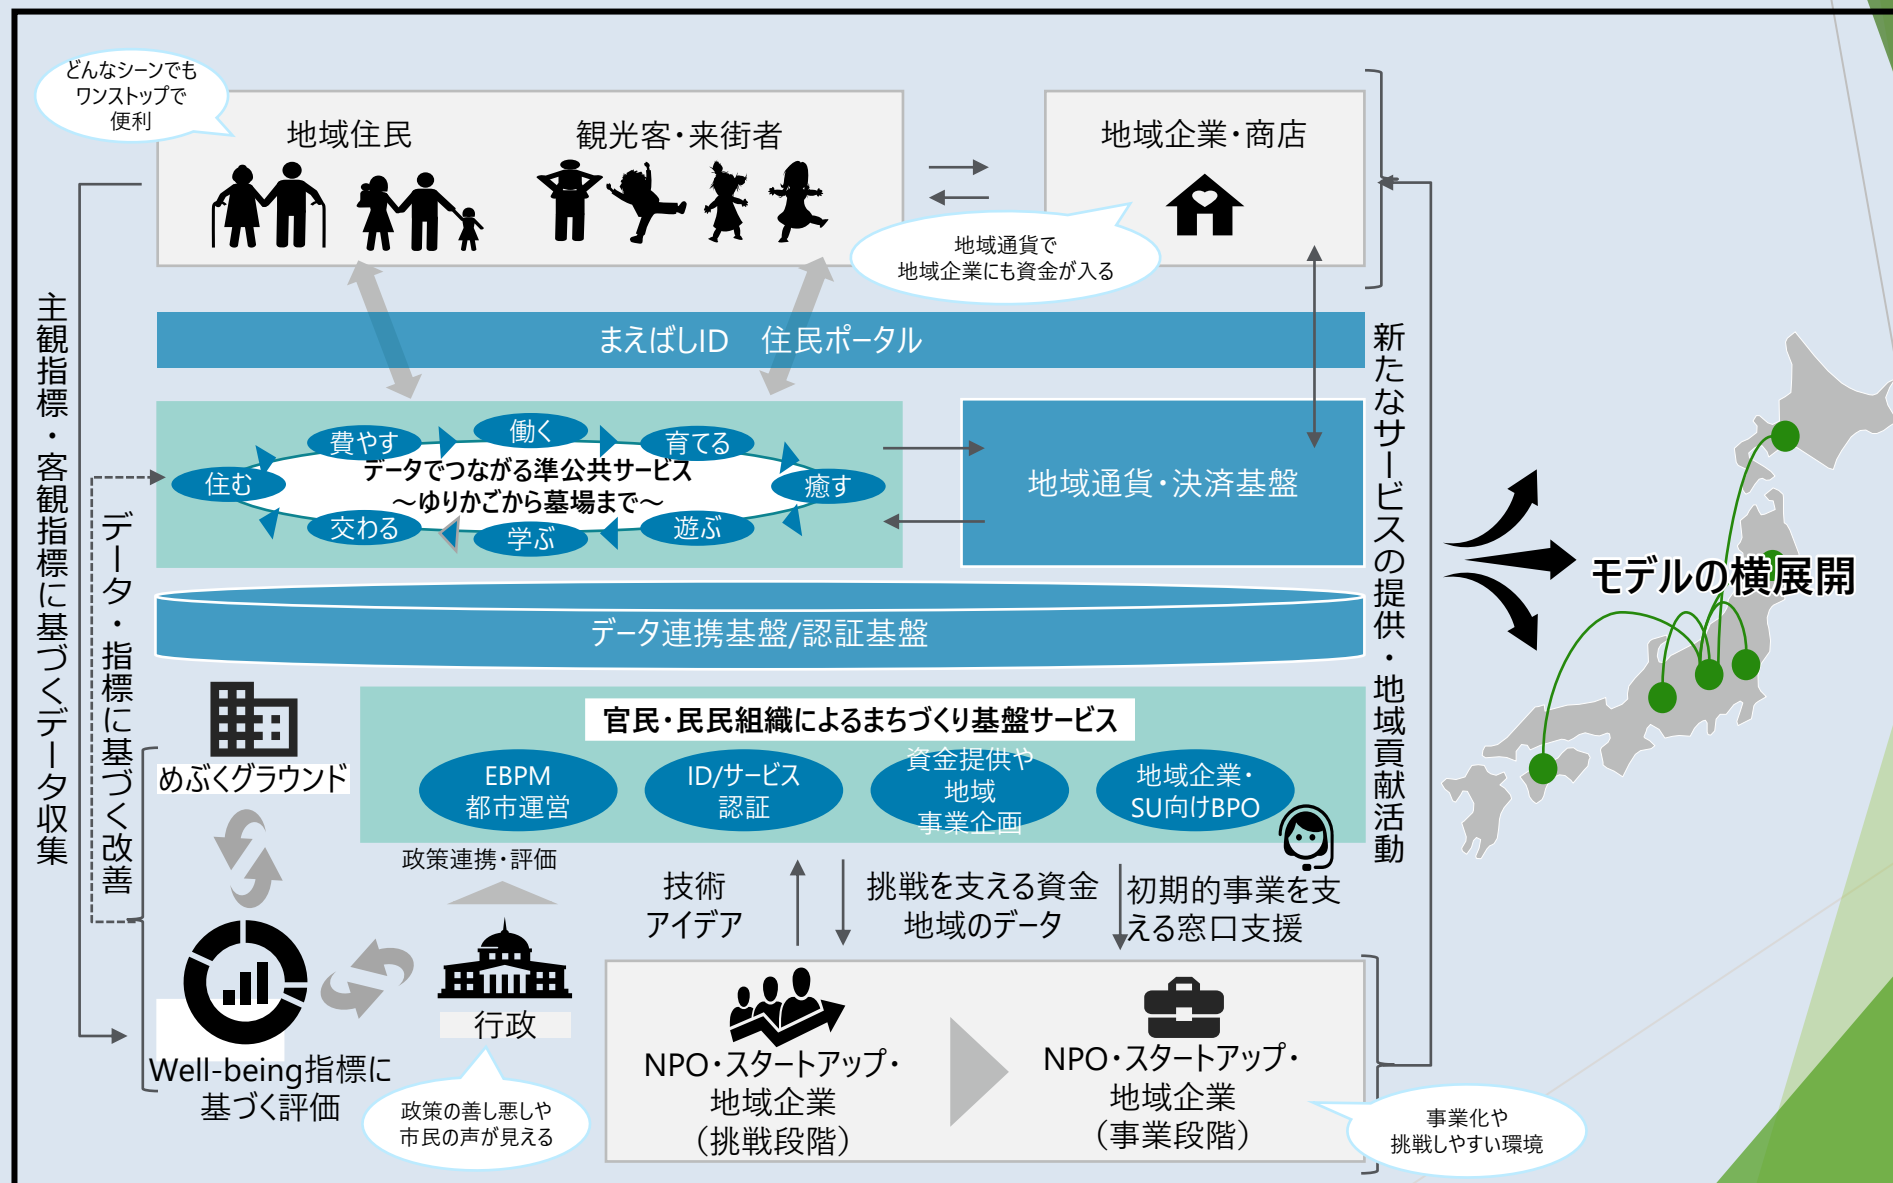 どんなシーンでも
ワンストップで
便利
地域住民
観光客・来街者
地域企業・商店
地域通貨で
地域企業にも資金が入る
まえばしID　住民ポータル
費やす
働く
育てる
住む
データでつながる準公共サービス
～ゆりかごから墓場まで～
癒す
交わる
学ぶ
遊ぶ
地域通貨・決済基盤
データ連携基盤/認証基盤
主観指標・客観指標に基づくデータ収集
データ・指標に基づく改善
新たなサービスの提供・地域貢献活動
モデルの横展開
めぶくグラウンド
官民・民民組織によるまちづくり基盤サービス
EBPM
都市運営
ID/サービス
認証
資金提供や
地域
事業企画
地域企業・
SU向けBPO
政策連携・評価
技術
アイデア
挑戦を支える資金
地域のデータ
初期的事業を支
える窓口支援
行政
Well-being指標に
基づく評価
政策の善し悪しや
市民の声が見える
NPO・スタートアップ・
地域企業
（挑戦段階）
NPO・スタートアップ・
地域企業
（事業段階）
事業化や
挑戦しやすい環境